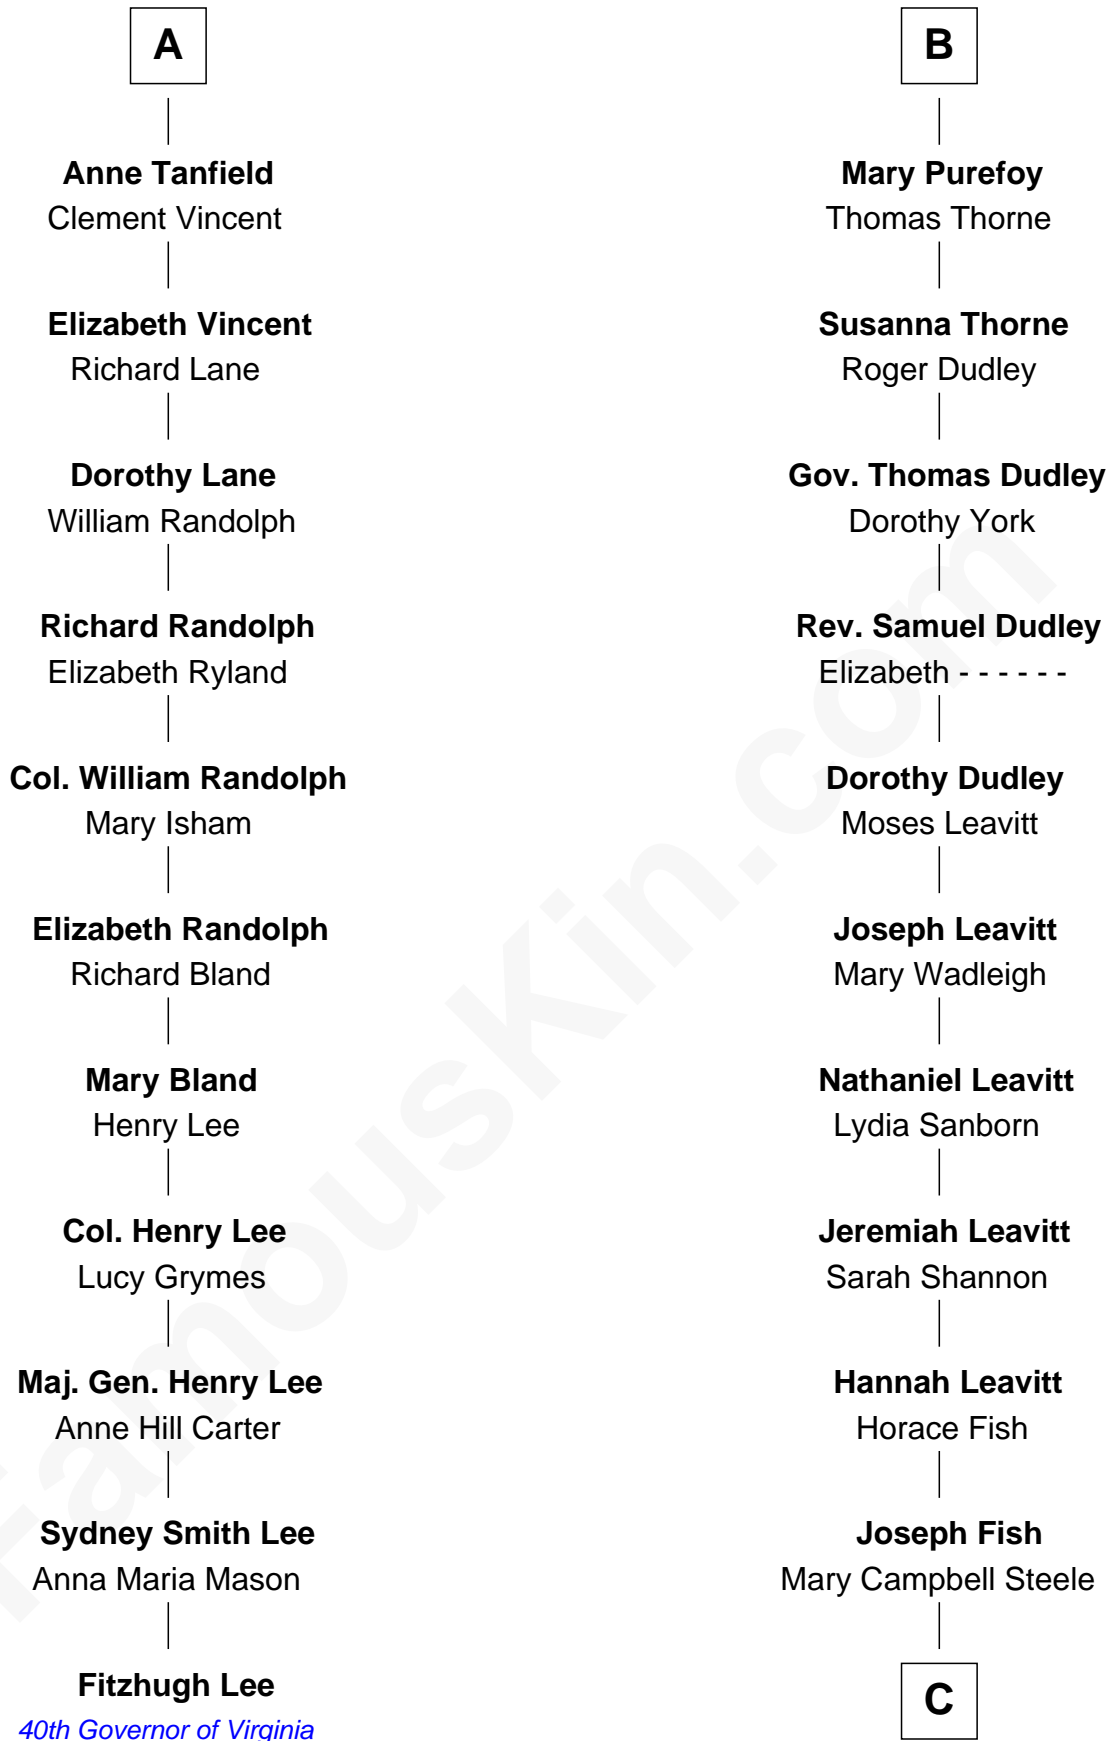 A
Anne Tanfield
Clement Vincent
Elizabeth Vincent
Richard Lane
Dorothy Lane
William Randolph
Richard Randolph
Elizabeth Ryland
Col. William Randolph
Mary Isham
Elizabeth Randolph
Richard Bland
Mary Bland
Henry Lee
Col. Henry Lee
Lucy Grymes
Maj. Gen. Henry Lee
Anne Hill Carter
Sydney Smith Lee
Anna Maria Mason
Fitzhugh Lee
40th Governor of Virginia
B
Mary Purefoy
Thomas Thorne
Susanna Thorne
Roger Dudley
Gov. Thomas Dudley
Dorothy York
Rev. Samuel Dudley
Elizabeth - - - - - -
Dorothy Dudley
Moses Leavitt
Joseph Leavitt
Mary Wadleigh
Nathaniel Leavitt
Lydia Sanborn
Jeremiah Leavitt
Sarah Shannon
Hannah Leavitt
Horace Fish
Joseph Fish
Mary Campbell Steele
C
FamousKin.com